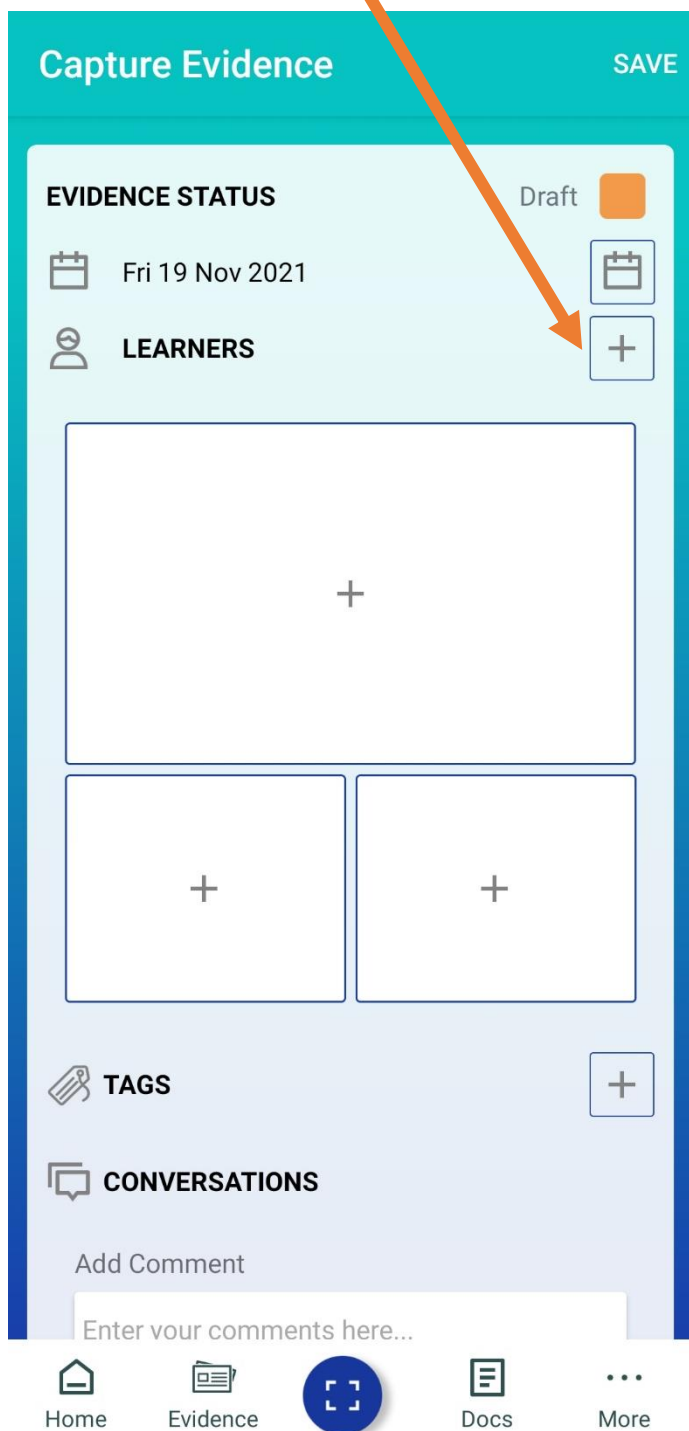 Capture Evidence SAVE
EVIDENCE STATUS Draft
Fri 19 Nov 2021
LEARNERS
TAGS
CONVERSATIONS
Add Comment
Enter your comments here...
Home Evidence Docs More